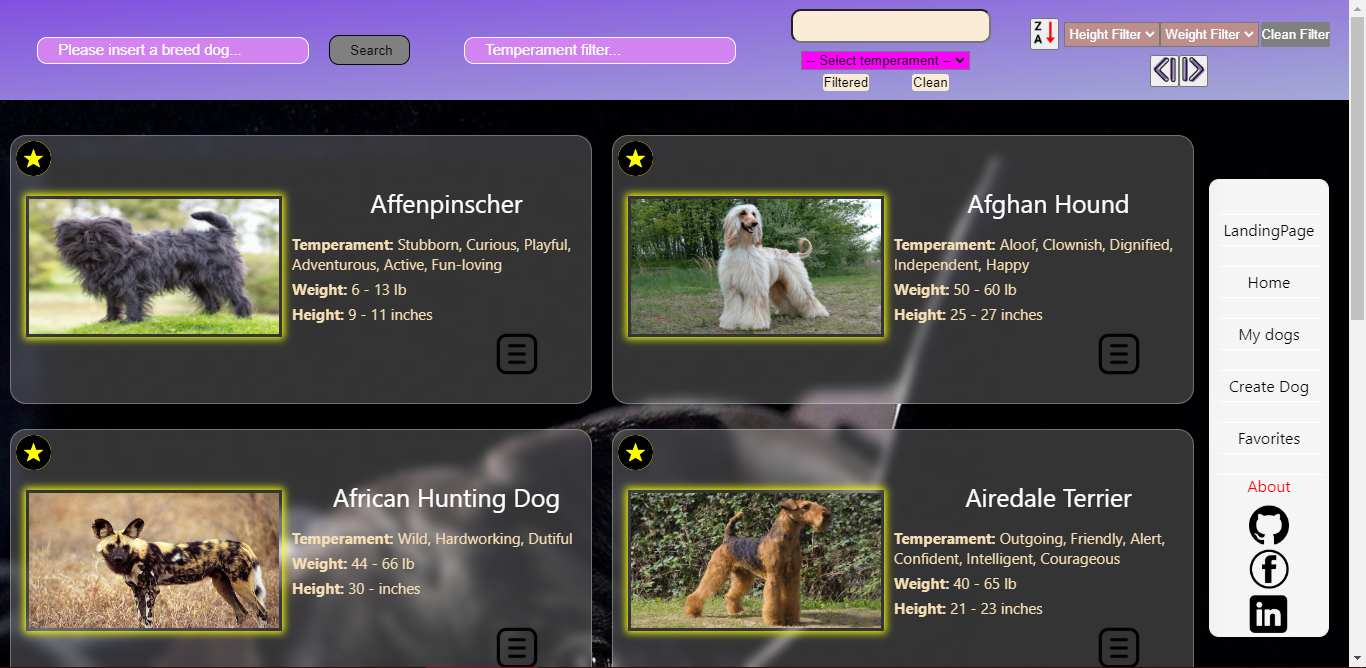 Please insert a breed dog...
Search
Temperament filter...
-- Select temperament --
Filtered
Clean
Z
A
Height Filter
Weight Filter
Clean Filter
Affenpinscher
Temperament: Stubborn, Curious, Playful,
Adventurous, Active, Fun-loving
Weight: 6 - 13 lb
Height: 9 - 11 inches
Afghan Hound
Temperament: Aloof, Clownish, Dignified,
Independent, Happy
Weight: 50 - 60 lb
Height: 25 - 27 inches
African Hunting Dog
Temperament: Wild, Hardworking, Dutiful
Weight: 44 - 66 lb
Height: 30 - inches
Airedale Terrier
Temperament: Outgoing, Friendly, Alert,
Confident, Intelligent, Courageous
Weight: 40 - 65 lb
Height: 21 - 23 inches
LandingPage
Home
My dogs
Create Dog
Favorites
About
f
in